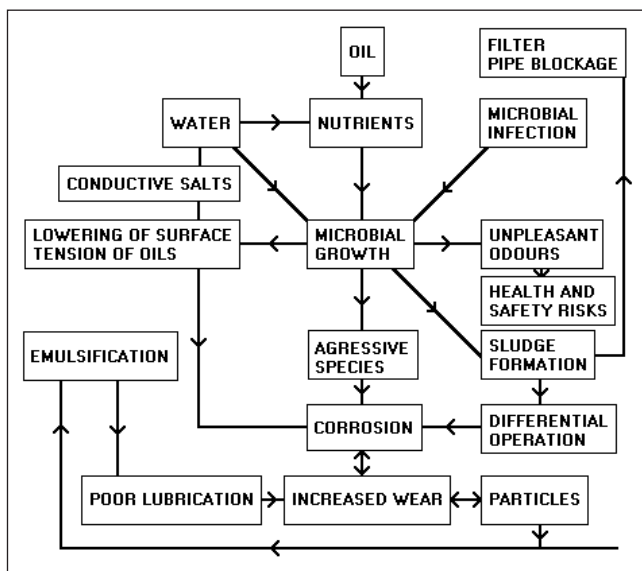 OIL
FILTER
PIPE BLOCKAGE
WATER
NUTRIENTS
MICROBIAL
INFECTION
CONDUCTIVE SALTS
LOWERING OF SURFACE
TENSION OF OILS
MICROBIAL
GROWTH
UNPLEASANT
ODOURS
HEALTH AND
SAFETY RISKS
EMULSIFICATION
AGRESSIVE
SPECIES
SLUDGE
FORMATION
CORROSION
DIFFERENTIAL
OPERATION
POOR LUBRICATION
INCREASED WEAR
PARTICLES